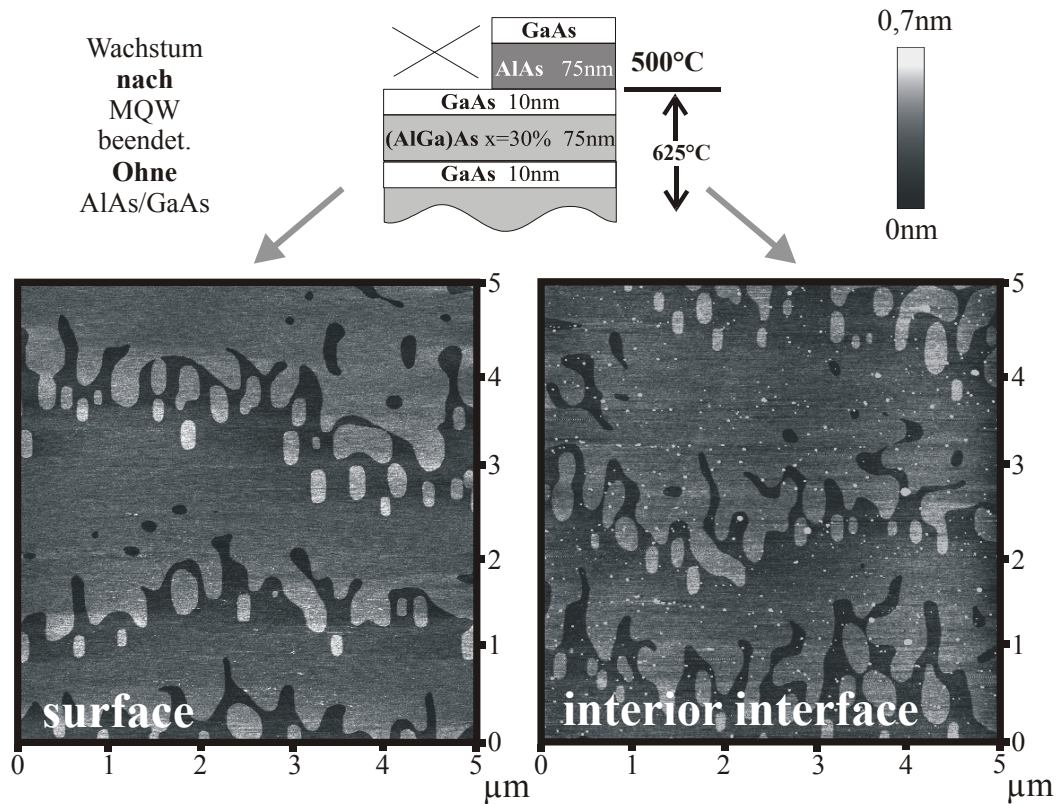 Wachstum
nach
MQW
beendet.
Ohne
AlAs/GaAs
GaAs
AlAs 75nm
500°C
GaAs 10nm
(AlGa)As x=30% 75nm
625°C
GaAs 10nm
0,7nm
0nm
surface
5
4
3
2
1
0
0 1 2 3 4 5
µm
interior interface
5
4
3
2
1
0
0 1 2 3 4 5
µm